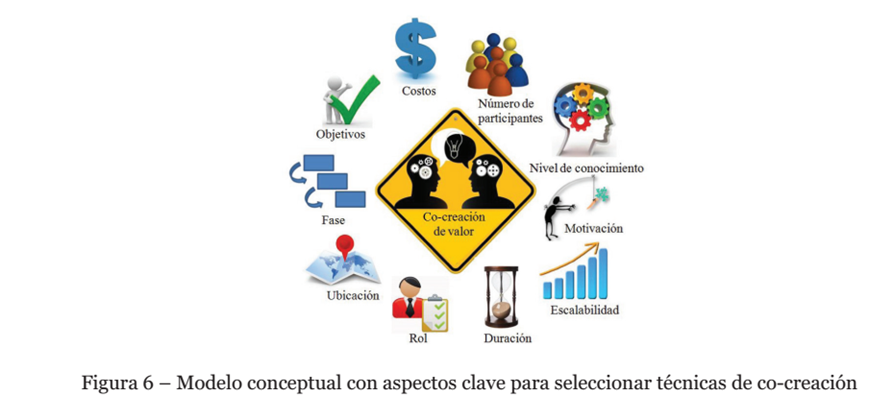 Costos
Número de
participantes
Objetivos
Nivel de conocimiento
Fase
Co-creación
de valor
Motivación
Ubicación
Escalabilidad
Rol
Duración
Figura 6 – Modelo conceptual con aspectos clave para seleccionar técnicas de co-creación